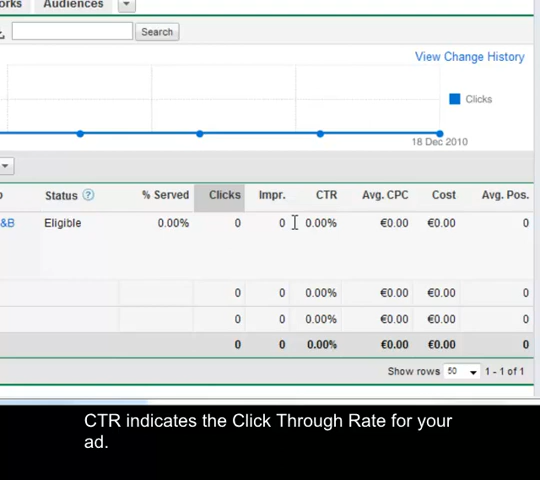 orks Audiences
Search
View Change History
Clicks
18 Dec 2010
Status ? % Served Clicks Impr. CTR Avg. CPC Cost Avg. Pos.
&B Eligible 0.00% 0 0 0.00% €0.00 €0.00 0
0 0 0.00% €0.00 €0.00 0
0 0 0.00% €0.00 €0.00 0
0 0 0.00% €0.00 €0.00 0
Show rows 50 1 - 1 of 1
CTR indicates the Click Through Rate for your
ad.